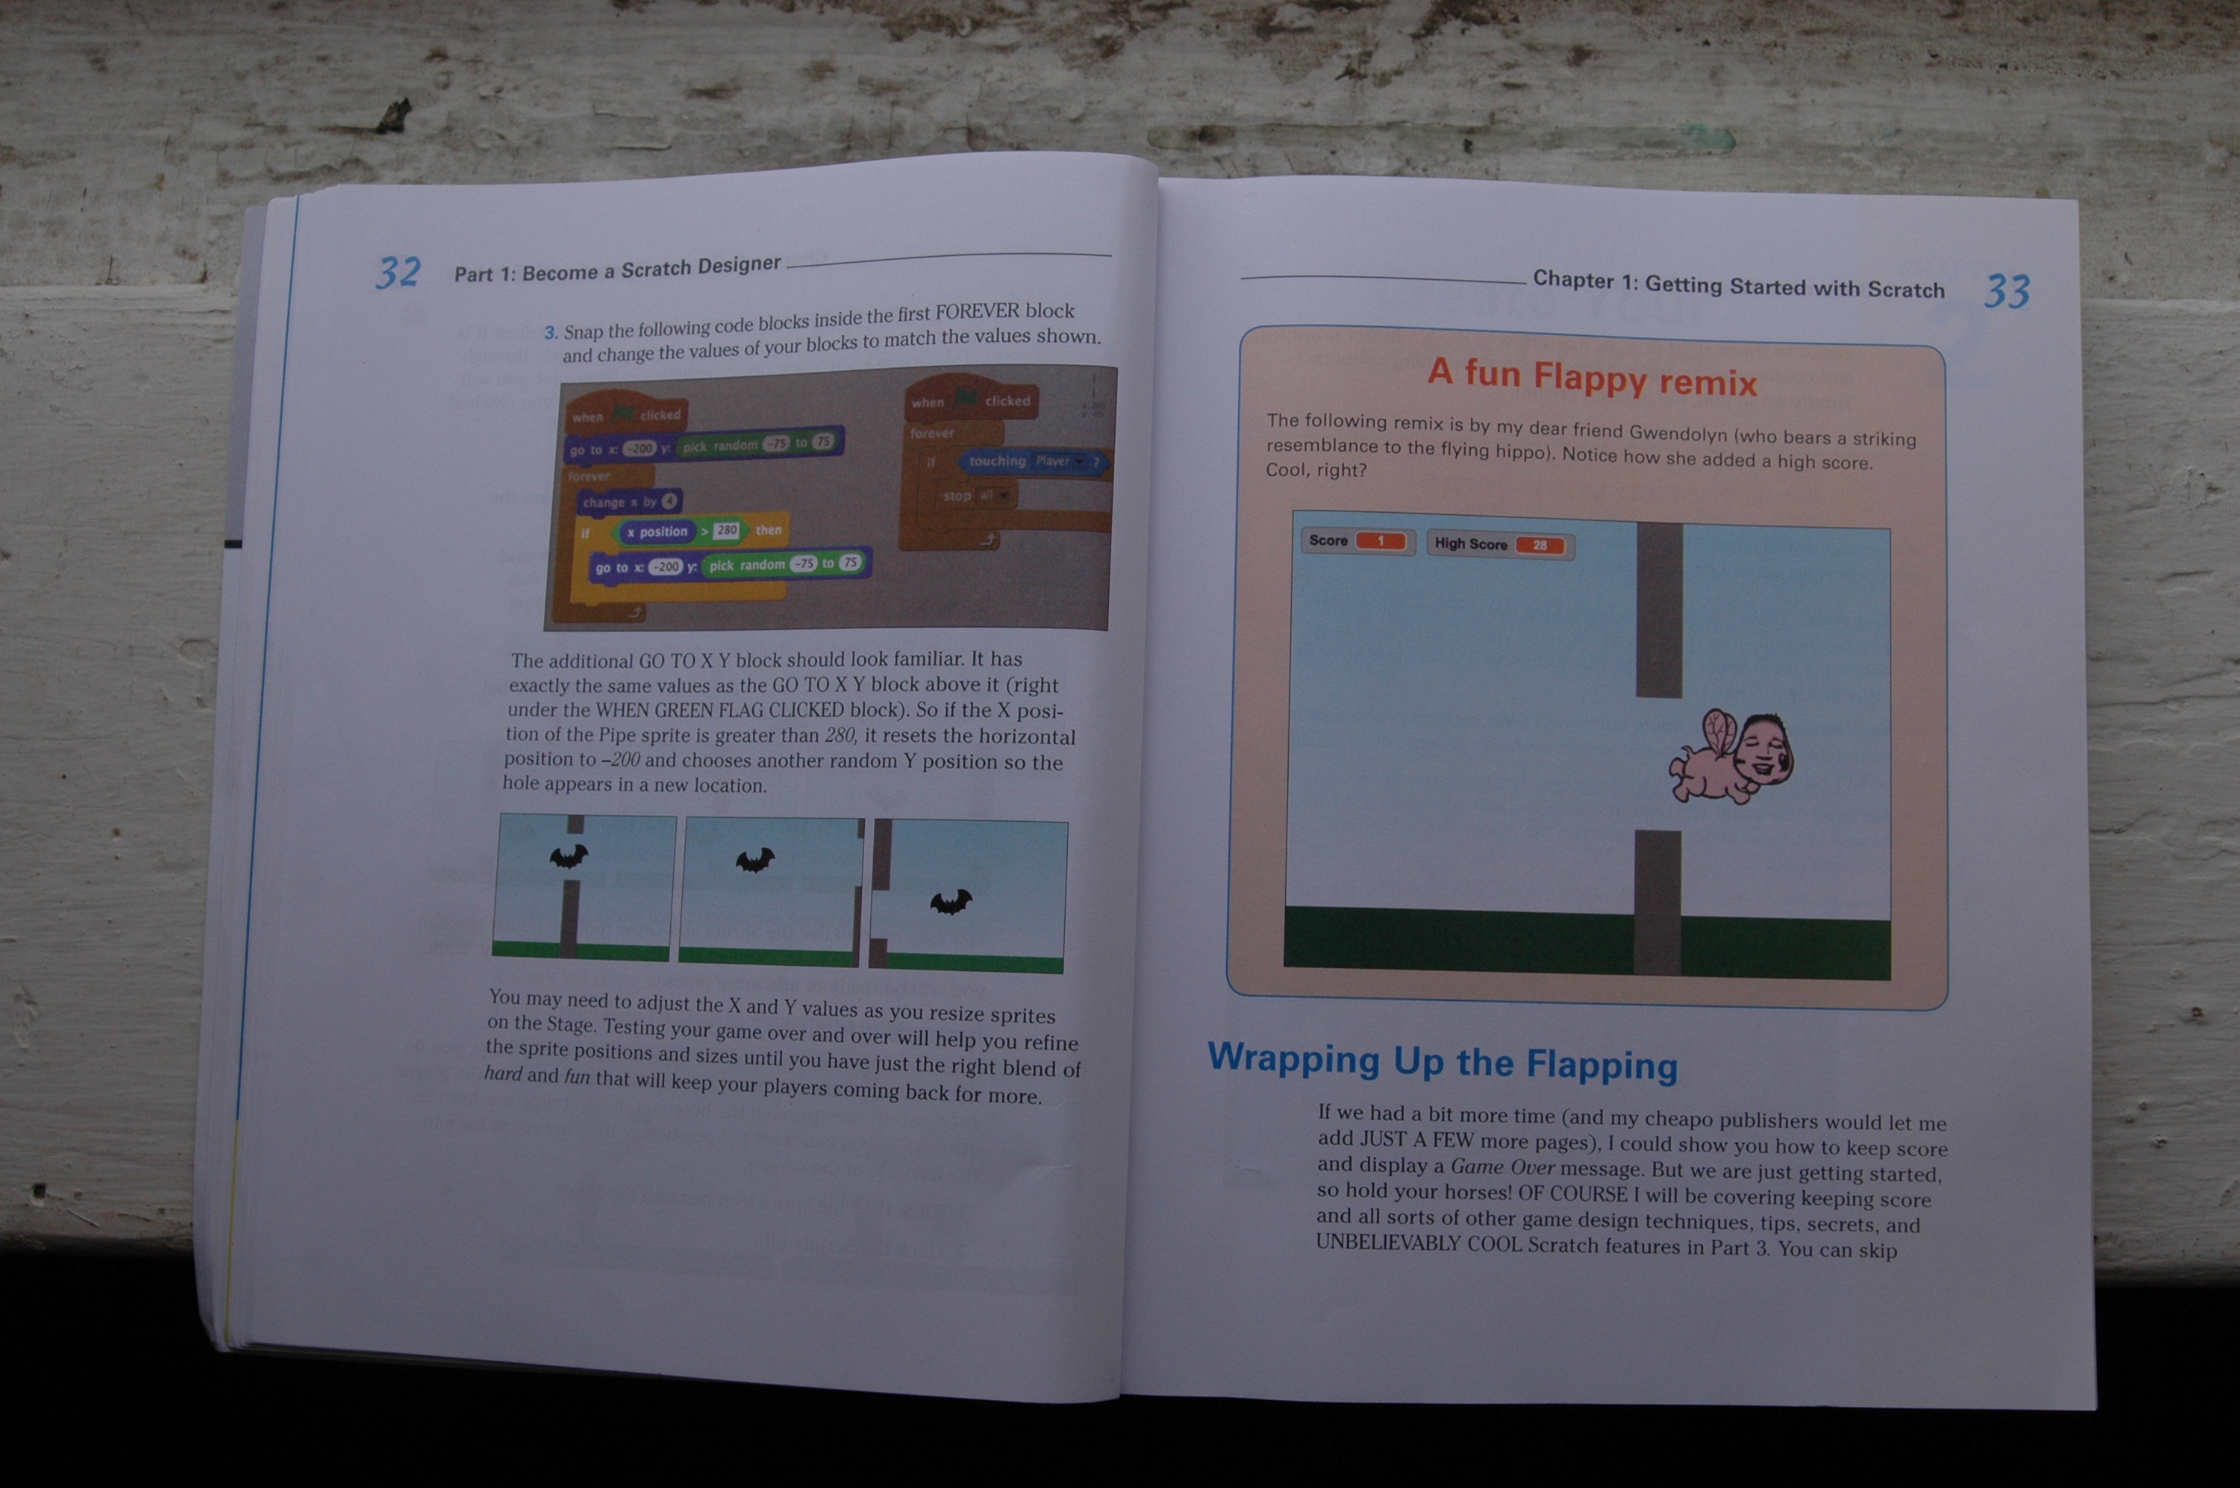 32 Part 1: Become a Scratch Designer
3. Snap the following code blocks inside the first FOREVER block
and change the values of your blocks to match the values shown.
when clicked
go to x: -200 y: pick random -75 to 75
forever
change x by 4
if x position > 280 then
go to x: -200 y: pick random -75 to 75
when clicked
forever
if touching Player ?
stop all
The additional GO TO X Y block should look familiar. It has
exactly the same values as the GO TO X Y block above it (right
under the WHEN GREEN FLAG CLICKED block). So if the X posi-
tion of the Pipe sprite is greater than 280, it resets the horizontal
position to –200 and chooses another random Y position so the
hole appears in a new location.
You may need to adjust the X and Y values as you resize sprites
on the Stage. Testing your game over and over will help you refine
the sprite positions and sizes until you have just the right blend of
hard and fun that will keep your players coming back for more.
Chapter 1: Getting Started with Scratch 33
A fun Flappy remix
The following remix is by my dear friend Gwendolyn (who bears a striking
resemblance to the flying hippo). Notice how she added a high score.
Cool, right?
Score 1 High Score 28
Wrapping Up the Flapping
If we had a bit more time (and my cheapo publishers would let me
add JUST A FEW more pages), I could show you how to keep score
and display a Game Over message. But we are just getting started,
so hold your horses! OF COURSE I will be covering keeping score
and all sorts of other game design techniques, tips, secrets, and
UNBELIEVABLY COOL Scratch features in Part 3. You can skip